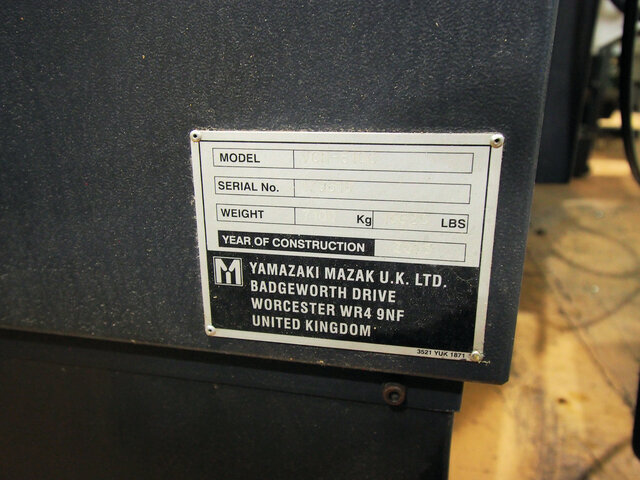 MODEL
SERIAL No.
WEIGHT Kg LBS
YEAR OF CONSTRUCTION
YAMAZAKI MAZAK U.K. LTD.
BADGEWORTH DRIVE
WORCESTER WR4 9NF
UNITED KINGDOM
3521 YUK 1871